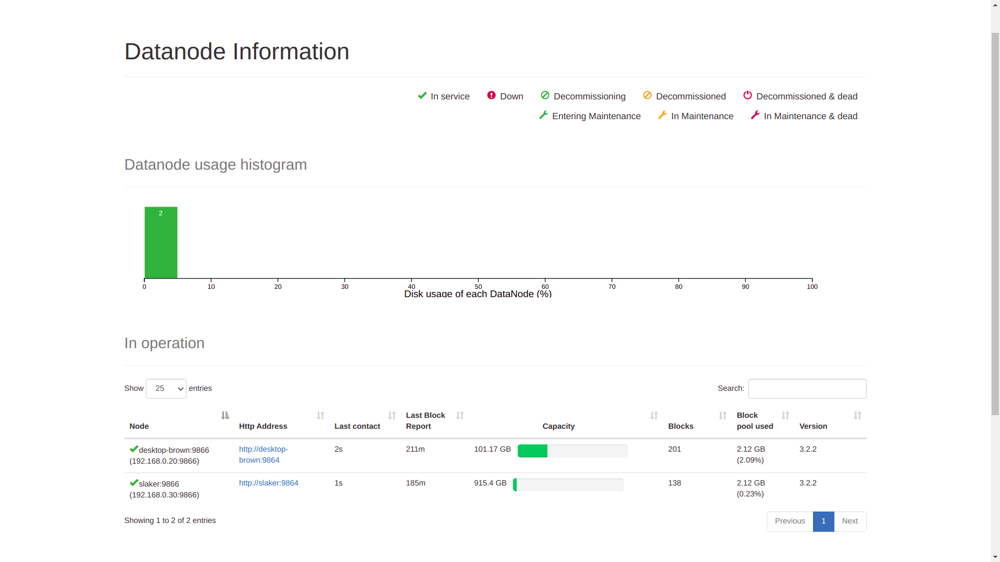 Datanode Information
In service Down Decommissioning Decommissioned Decommissioned & dead
Entering Maintenance In Maintenance In Maintenance & dead
Datanode usage histogram
2
0 10 20 30 40 50 60 70 80 90 100
Disk usage of each DataNode (%)
In operation
Show 25 entries Search:
Node Http Address Last contact Last Block Report Capacity Blocks Block pool used Version
desktop-brown:9866 http://desktop- 2s 211m 101.17 GB 201 2.12 GB 3.2.2
(192.168.0.20:9866) brown:9864 (2.09%)
slaker:9866 http://slaker:9864 1s 185m 915.4 GB 138 2.12 GB 3.2.2
(192.168.0.30:9866) (0.23%)
Showing 1 to 2 of 2 entries Previous 1 Next